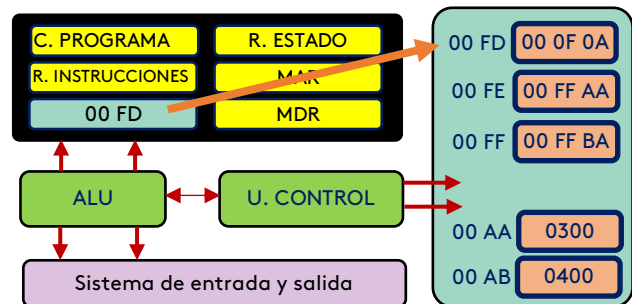 C. PROGRAMA
R. ESTADO
R. INSTRUCCIONES
MAR
00 FD
MDR
ALU
U. CONTROL
Sistema de entrada y salida
00 FD 00 0F 0A
00 FE 00 FF AA
00 FF 00 FF BA
00 AA 0300
00 AB 0400